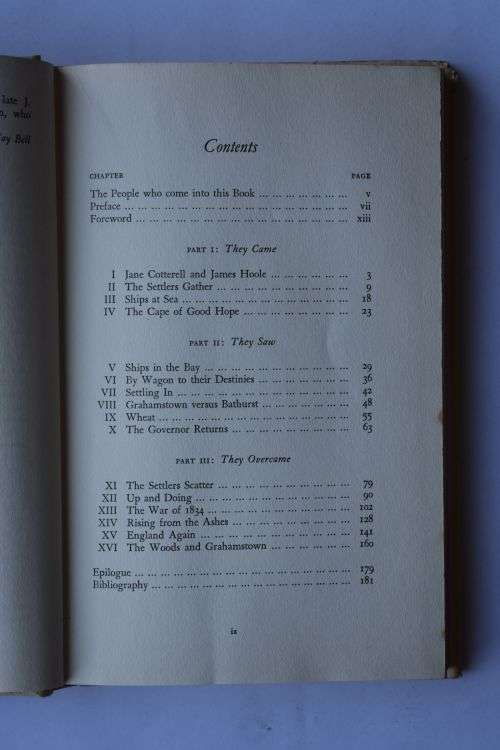 late J.
who
ay Bell
Contents
CHAPTER PAGE
The People who come into this Book ... ... ... ... ... ... ... v
Preface ... ... ... ... ... ... ... ... ... ... ... ... ... ... ... ... ... vii
Foreword ... ... ... ... ... ... ... ... ... ... ... ... ... ... ... ... xiii
PART I: They Came
I Jane Cotterell and James Hoole ... ... ... ... ... ... 3
II The Settlers Gather ... ... ... ... ... ... ... ... ... ... 9
III Ships at Sea ... ... ... ... ... ... ... ... ... ... ... ... 18
IV The Cape of Good Hope ... ... ... ... ... ... ... ... 23
PART II: They Saw
V Ships in the Bay ... ... ... ... ... ... ... ... ... ... ... 29
VI By Wagon to their Destinies ... ... ... ... ... ... ... 36
VII Settling In ... ... ... ... ... ... ... ... ... ... ... ... ... 42
VIII Grahamstown versus Bathurst ... ... ... ... ... ... ... 48
IX Wheat ... ... ... ... ... ... ... ... ... ... ... ... ... ... 55
X The Governor Returns ... ... ... ... ... ... ... ... ... 63
PART III: They Overcame
XI The Settlers Scatter ... ... ... ... ... ... ... ... ... ... 79
XII Up and Doing ... ... ... ... ... ... ... ... ... ... ... ... 90
XIII The War of 1834 ... ... ... ... ... ... ... ... ... ... ... 102
XIV Rising from the Ashes ... ... ... ... ... ... ... ... ... 128
XV England Again ... ... ... ... ... ... ... ... ... ... ... 141
XVI The Woods and Grahamstown ... ... ... ... ... ... 160
Epilogue ... ... ... ... ... ... ... ... ... ... ... ... ... ... ... ... 179
Bibliography ... ... ... ... ... ... ... ... ... ... ... ... ... ... ... 181
ix